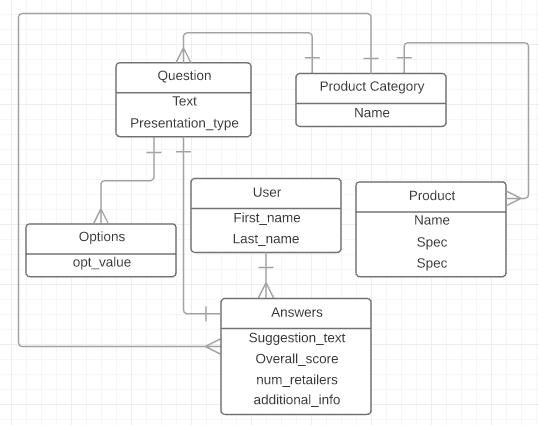 Question
Text
Presentation_type
Product Category
Name
User
First_name
Last_name
Product
Name
Spec
Spec
Options
opt_value
Answers
Suggestion_text
Overall_score
num_retailers
additional_info